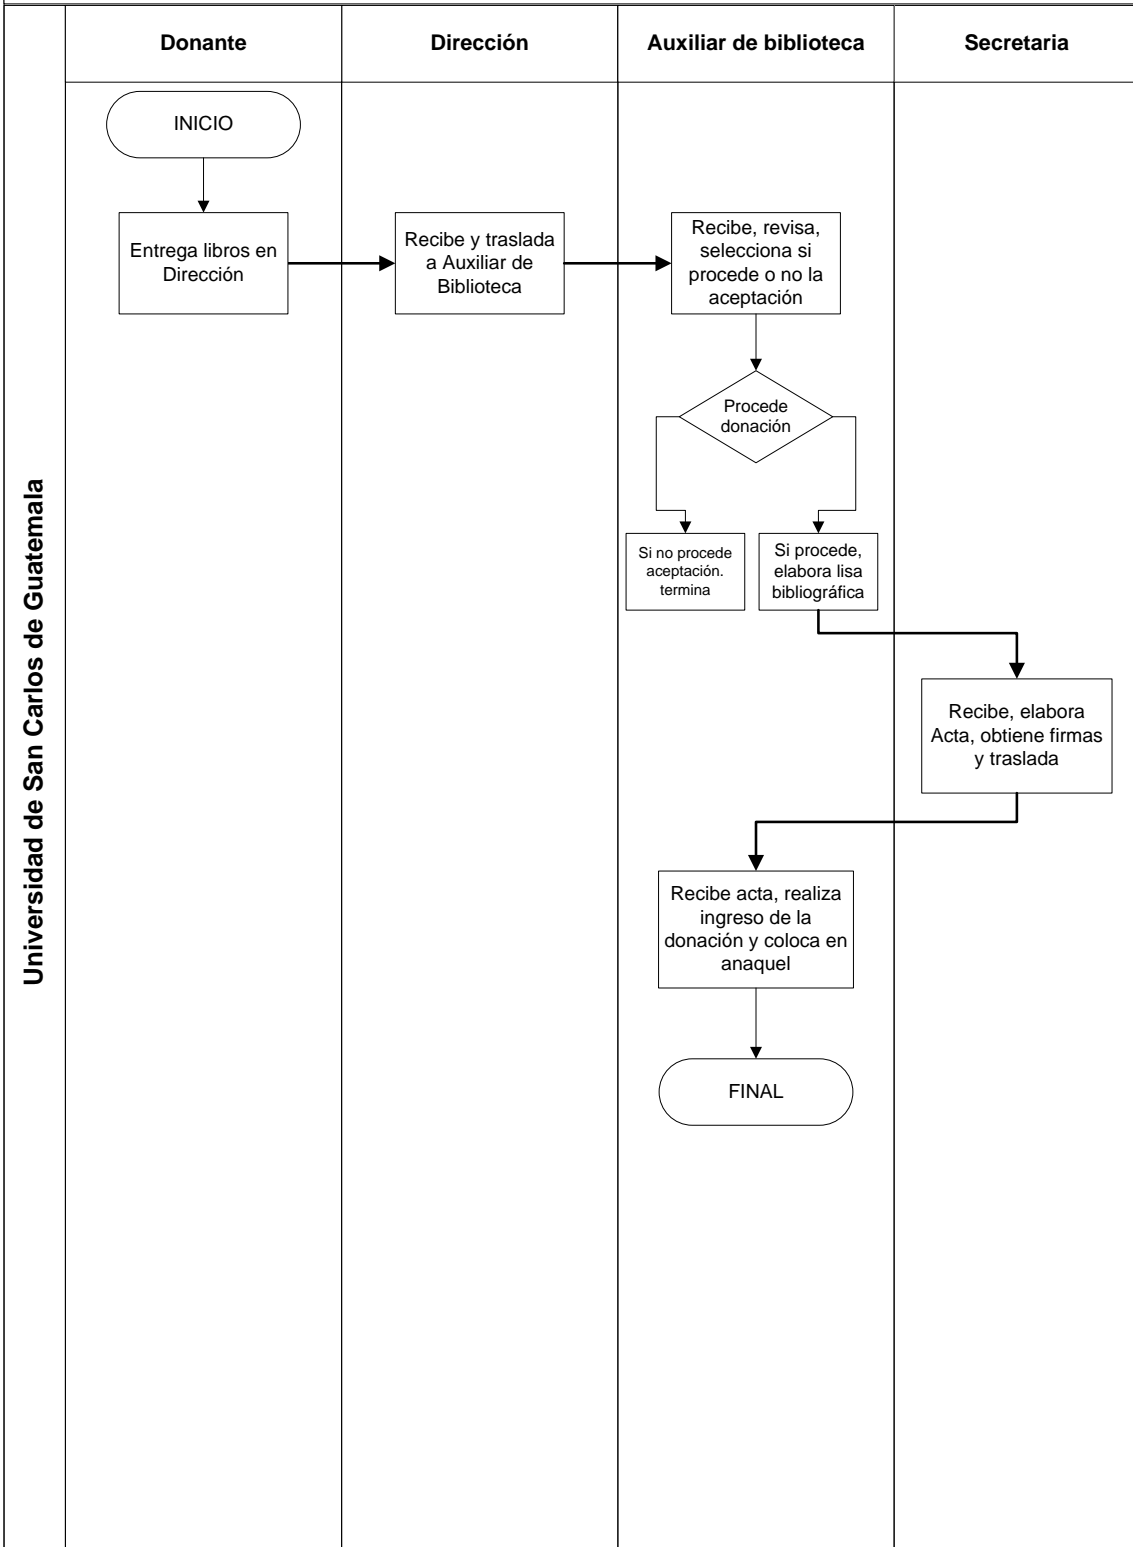 Donante
Dirección
Auxiliar de biblioteca
Secretaria
Universidad de San Carlos de Guatemala
INICIO
Entrega libros en
Dirección
Recibe y traslada
a Auxiliar de
Biblioteca
Recibe, revisa,
selecciona si
procede o no la
aceptación
Procede
donación
Si no procede
aceptación.
termina
Si procede,
elabora lisa
bibliográfica
Recibe, elabora
Acta, obtiene firmas
y traslada
Recibe acta, realiza
ingreso de la
donación y coloca en
anaquel
FINAL